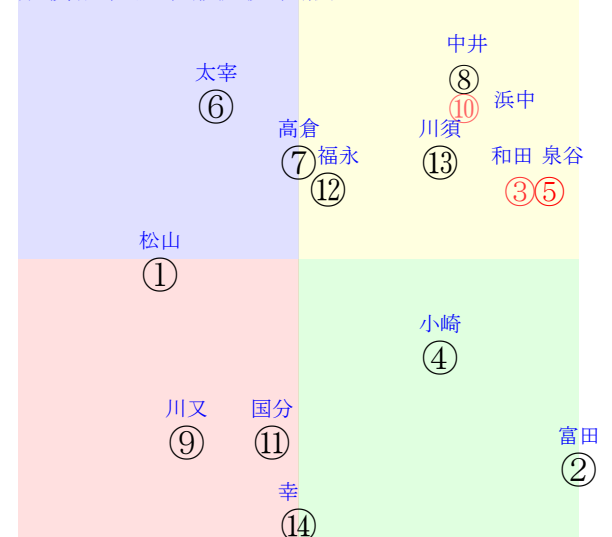 中井
太宰
⑧
⑩ 浜中
⑥
高倉
川須
⑦
福永
⑬
和田 泉谷
⑫
③⑤
松山
①
小崎
④
川又
国分
⑨
⑪
富田
②
幸
⑭